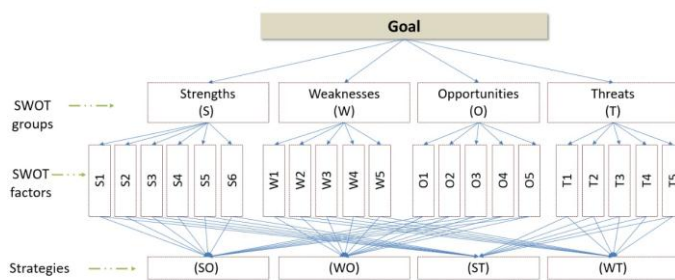 Goal
SWOT
groups
Strengths
(S)
Weaknesses
(W)
Opportunities
(O)
Threats
(T)
SWOT
factors
S1 S2 S3 S4 S5 S6 W1 W2 W3 W4 W5 O1 O2 O3 O4 O5 T1 T2 T3 T4 T5
Strategies (SO) (WO) (ST) (WT)